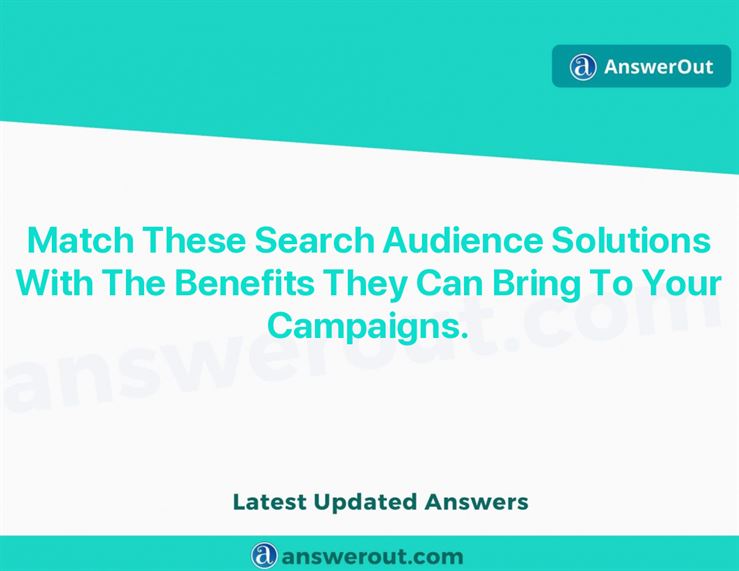 AnswerOut
Match These Search Audience Solutions
With The Benefits They Can Bring To Your
Campaigns.
answerout.com
Latest Updated Answers
answerout.com